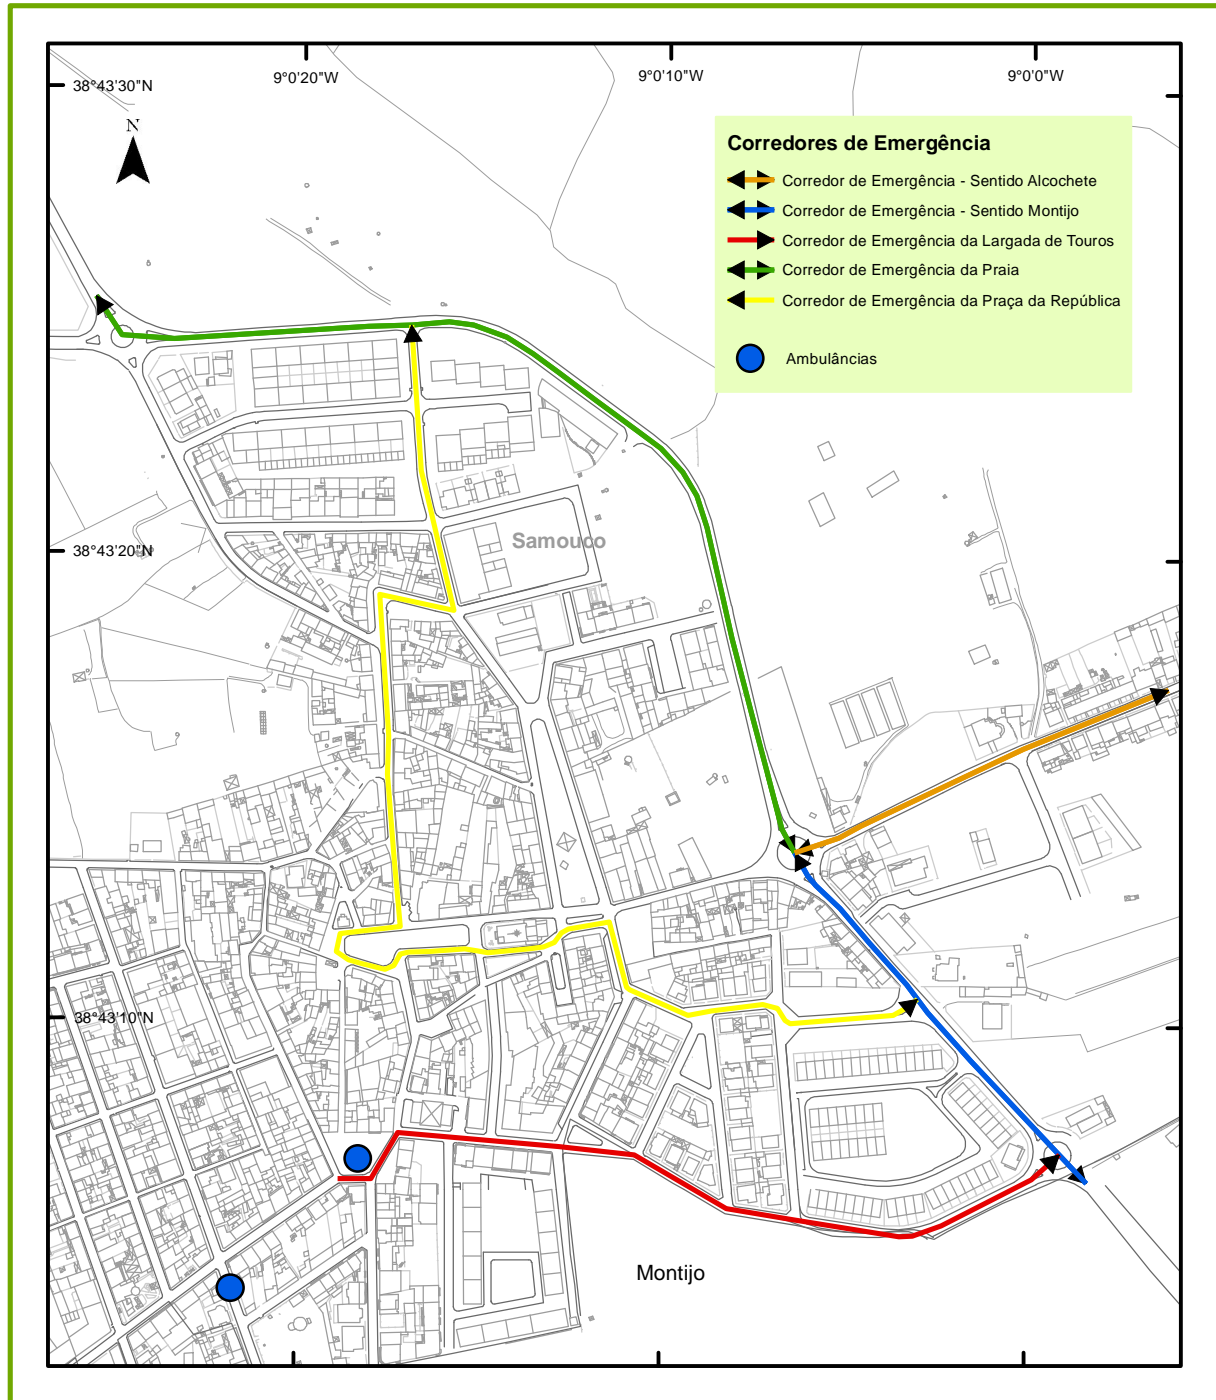 9°0'20"W
9°0'10"W
9°0'0"W
38°43'30"N
N
Corredores de Emergência
Corredor de Emergência - Sentido Alcochete
Corredor de Emergência - Sentido Montijo
Corredor de Emergência da Largada de Touros
Corredor de Emergência da Praia
Corredor de Emergência da Praça da República
Ambulâncias
Samouco
38°43'20"N
38°43'10"N
Montijo